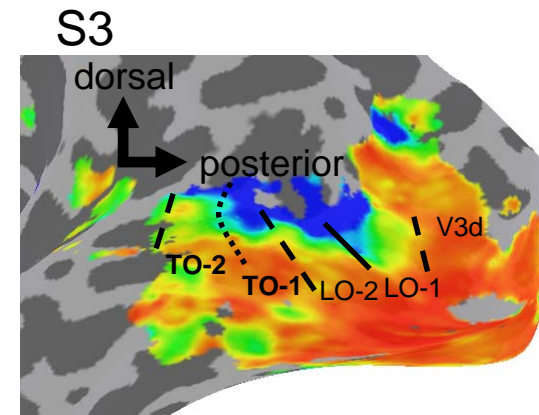 S3
dorsal
posterior
V3d
TO-2
TO-1
LO-2
LO-1